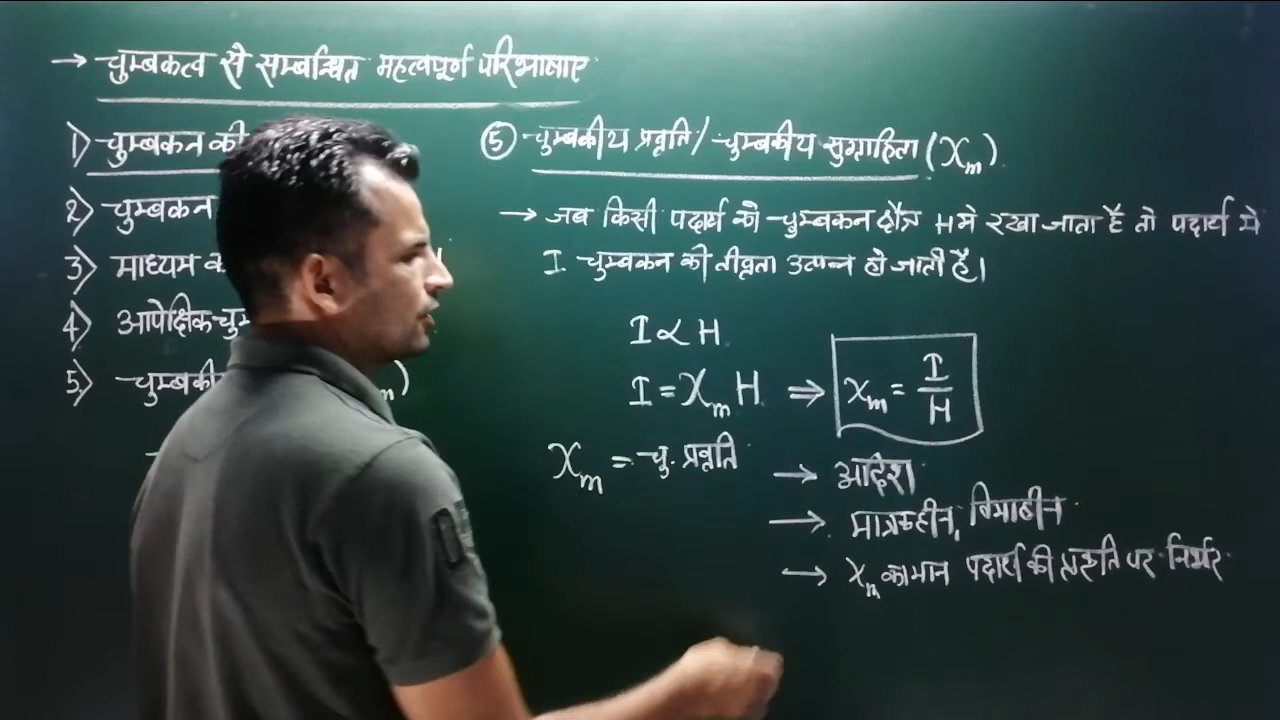 → चुम्बकत्व से सम्बन्धित महत्वपूर्ण परिभाषाए
1) चुम्बकन की
2) चुम्बकन
3) माध्यम
4) आपेक्षिक चुम्
5) चुम्बकी m)
⑤ चुम्बकीय प्रवृति / चुम्बकीय सुग्राहिता (Xm)
→ जब किसी पदार्थ को चुम्बकन क्षैत्र H मे रखा जाता है तो पदार्थ मे
I चुम्बकन की तीव्रता उत्पन्न हो जाती है।
I ∝ H
I = Xm H ⇒ Xm = I/H
Xm = चु. प्रवृति
→ अदिश
→ मात्रकहीन, विमाहीन
→ Xm का मान पदार्थ की प्रकृति पर निर्भर